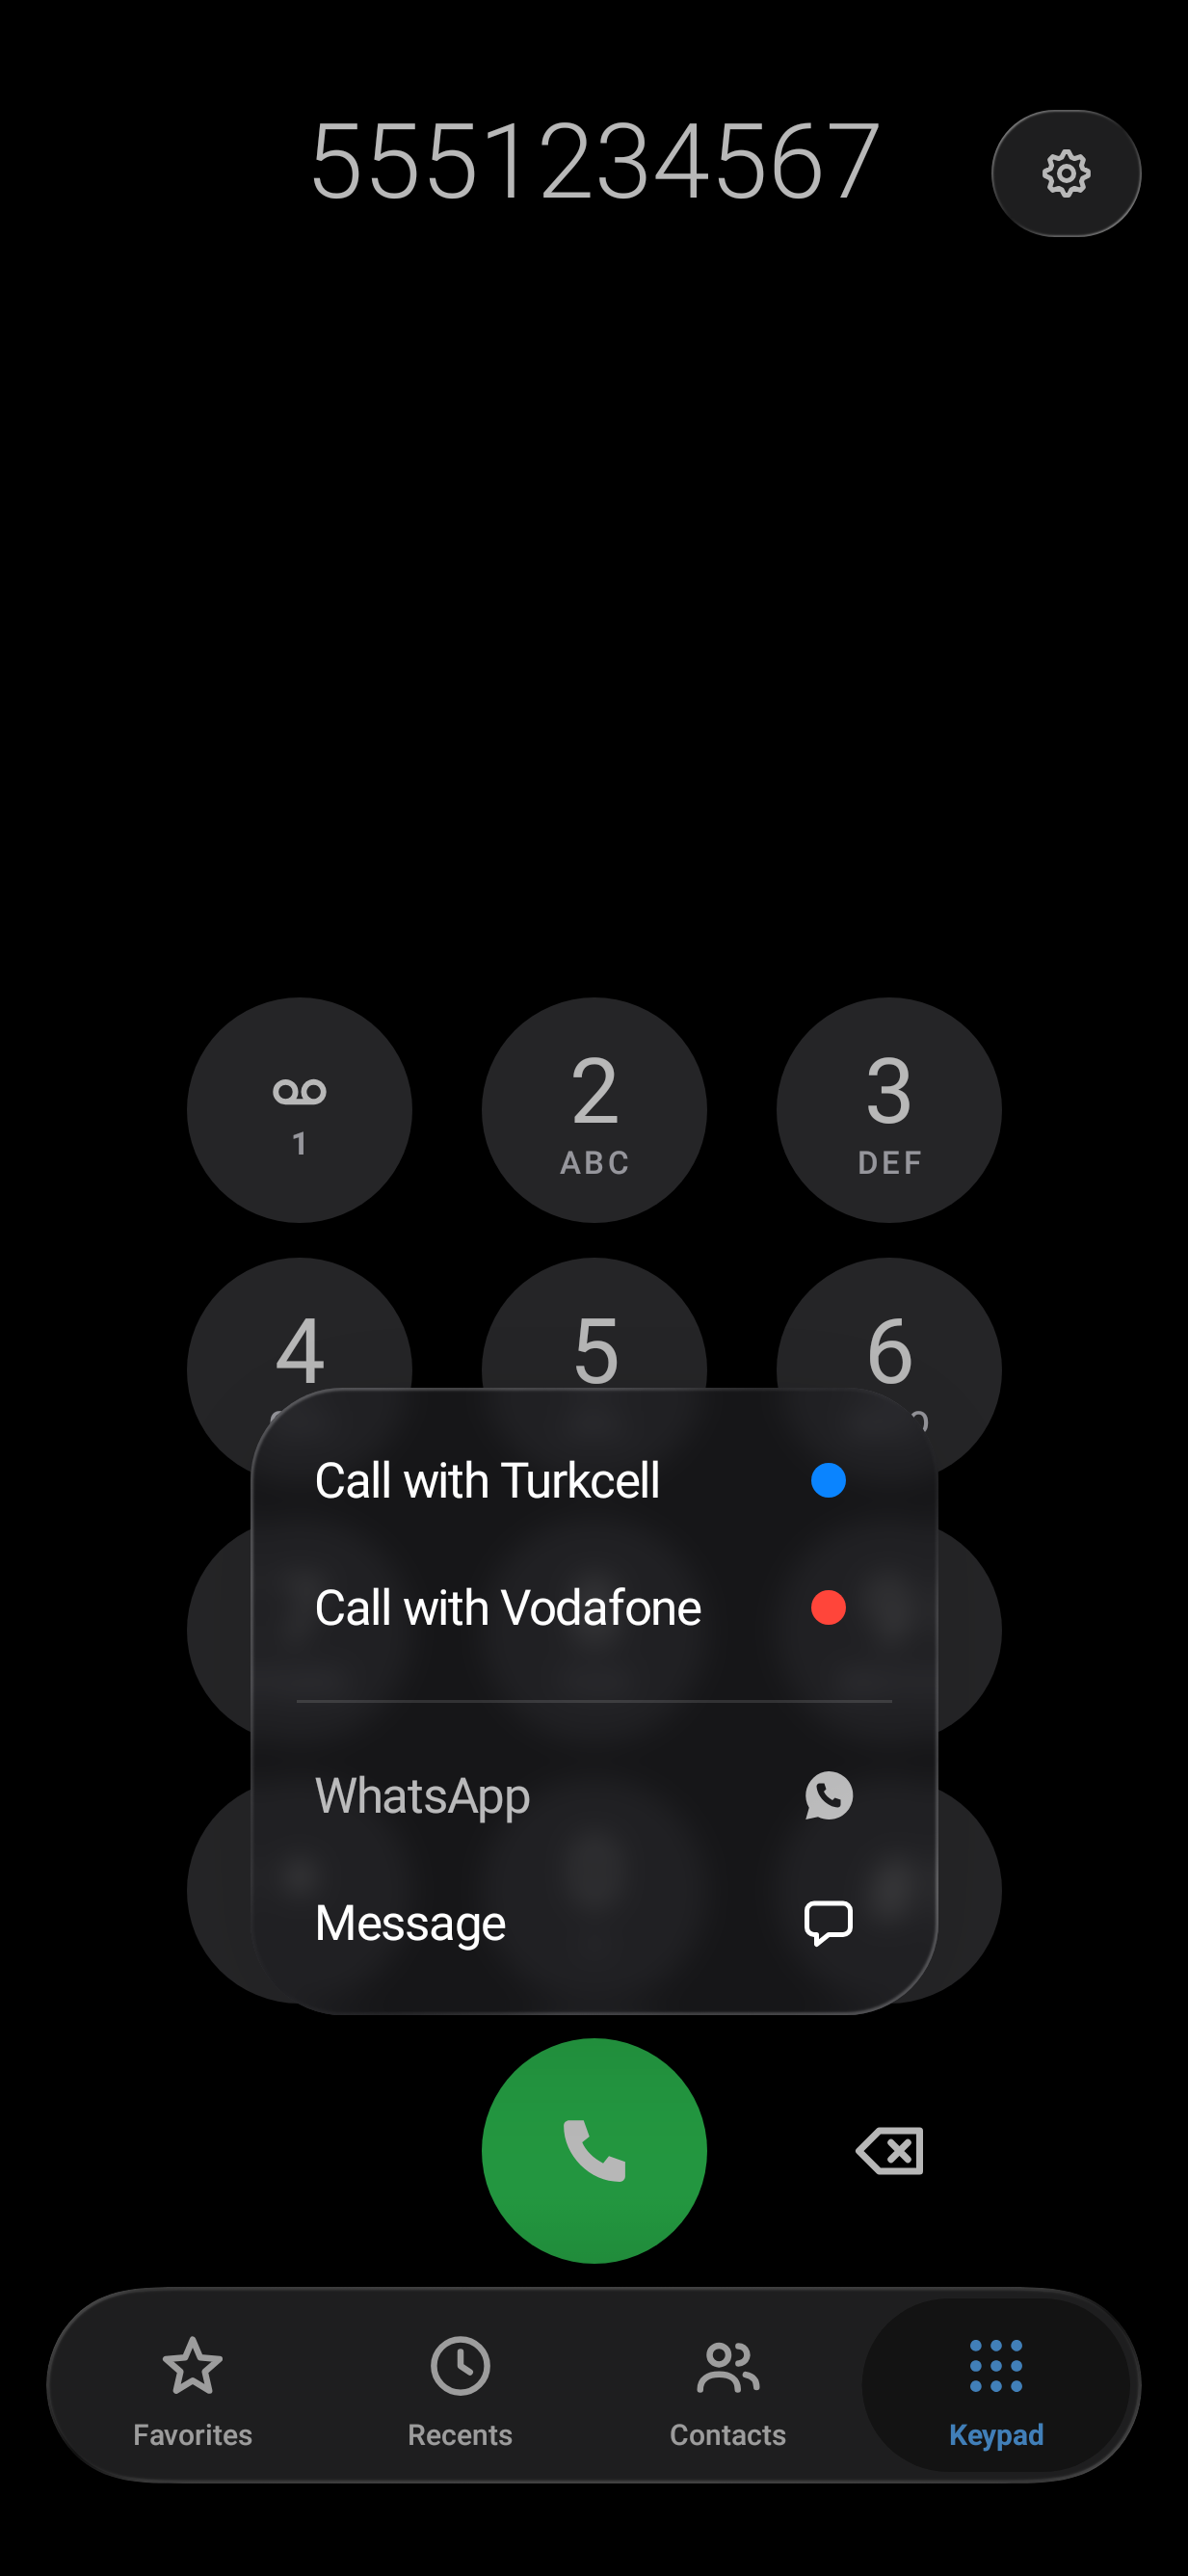 5551234567
1
2
3
ABC
DEF
4
5
6
Call with Turkcell
Call with Vodafone
WhatsApp
Message
Favorites
Recents
Contacts
Keypad